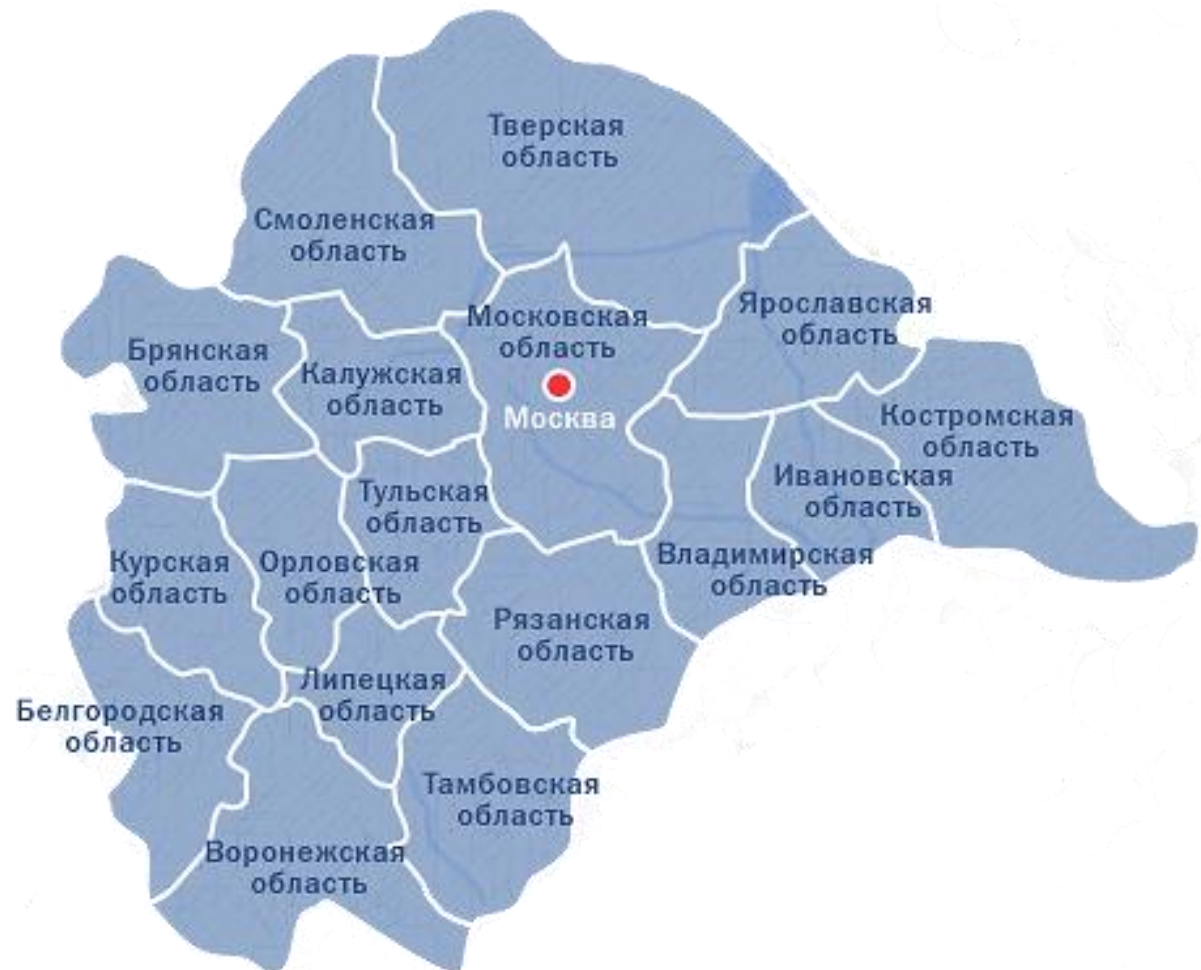 Тверская
область
Смоленская
область
Ярославская
область
Московская
область
Брянская
область
Калужская
область
Москва
Костромская
область
Ивановская
область
Тульская
область
Владимирская
область
Курская
область
Орловская
область
Рязанская
область
Липецкая
область
Белгородская
область
Тамбовская
область
Воронежская
область